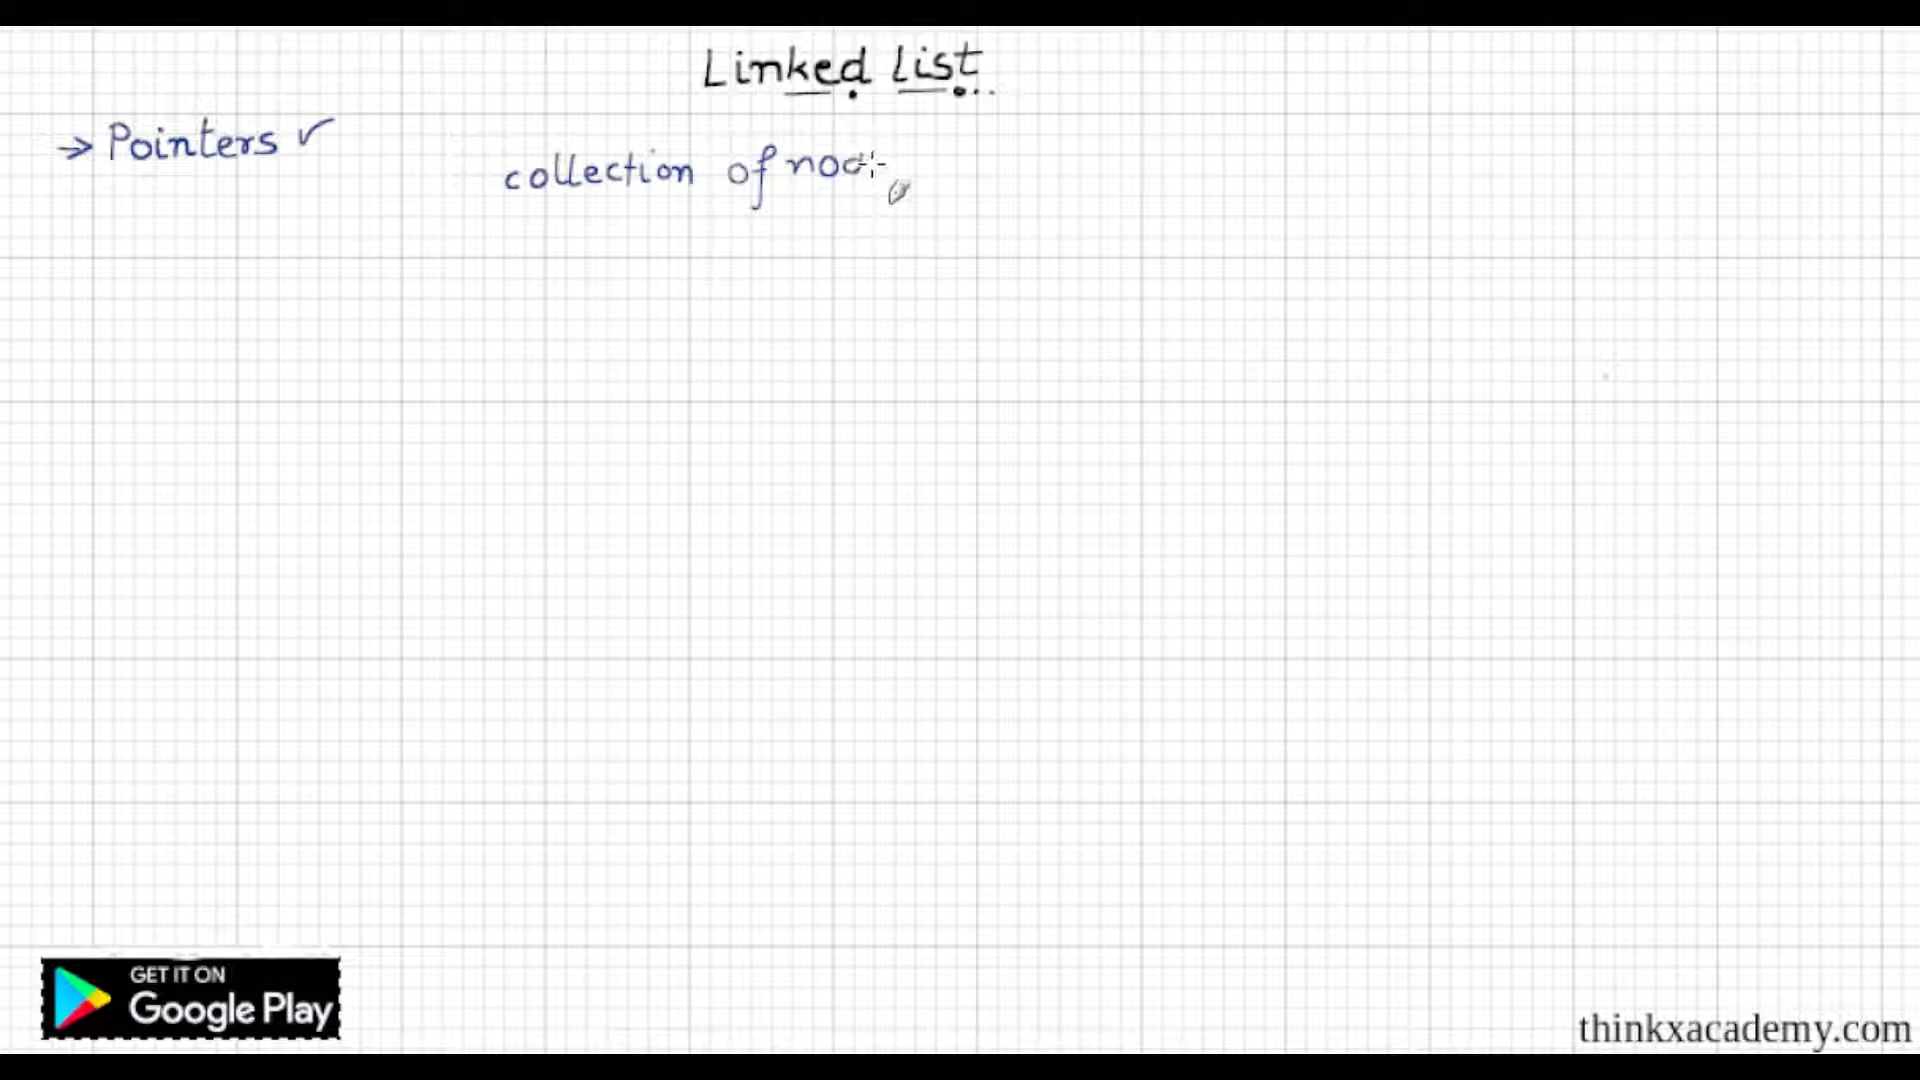 Linked List
→ Pointers ✓
collection of
GET IT ON
Google Play
thinkxacademy.com